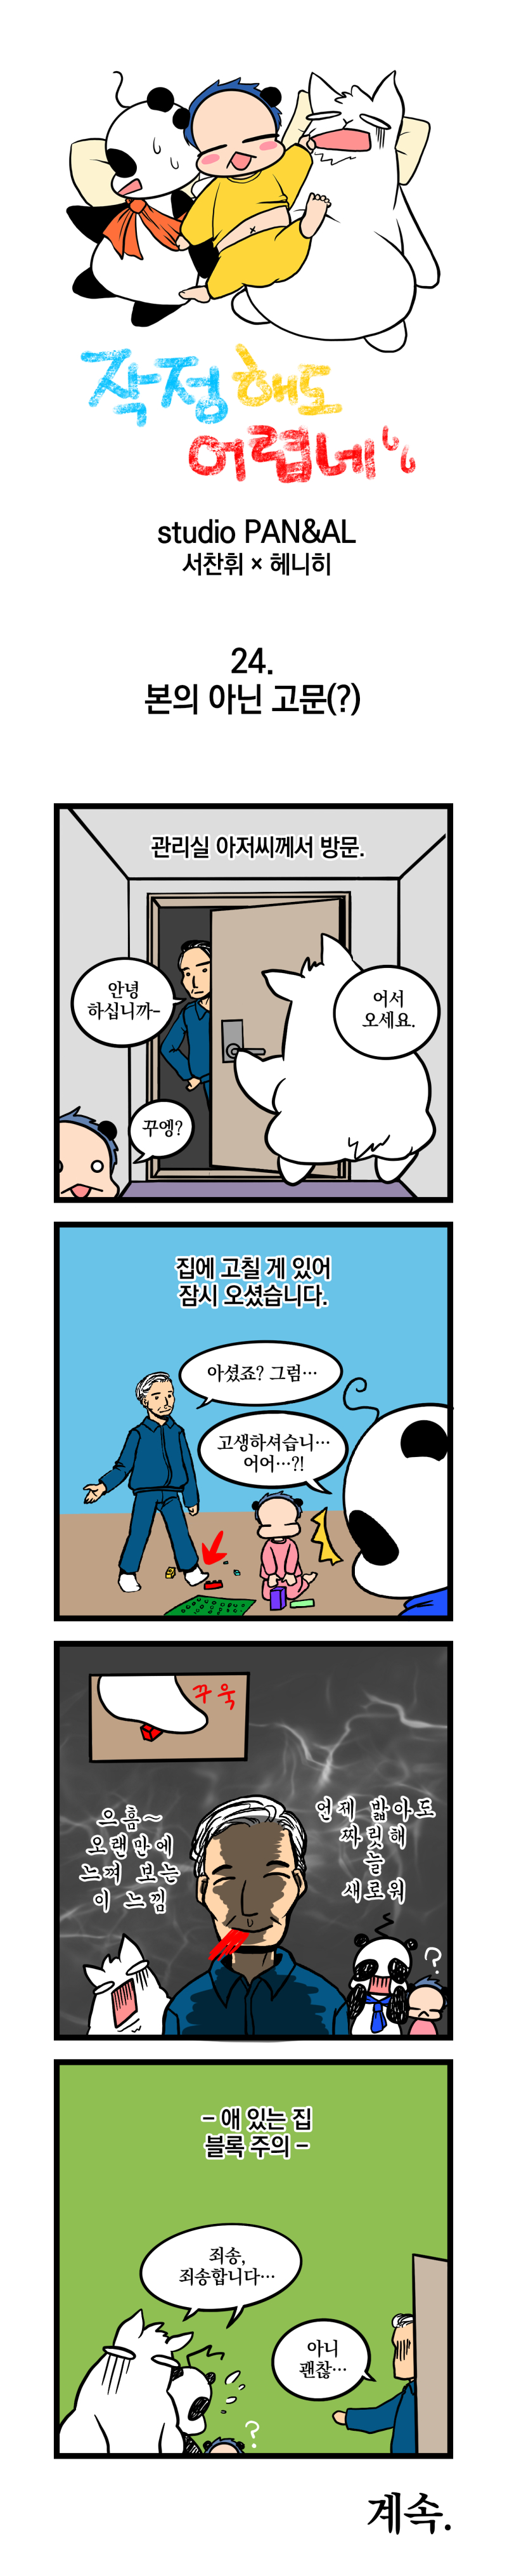 작정해도
어렵네
studio PAN&AL
서찬휘 × 헤니히
24.
본의 아닌 고문(?)
관리실 아저씨께서 방문.
안녕
하십니까-
어서
오세요.
꾸엥?
집에 고칠 게 있어
잠시 오셨습니다.
아셨죠? 그럼…
고생하셔습니…
어어…?!
꾸욱
으흠~
오랜만에
느껴 보는
이 느낌
언제 밟아도
짜릿해
늘
새로워
?
- 애 있는 집
블록 주의 -
죄송,
죄송합니다…
아니
괜찮…
?
계속.